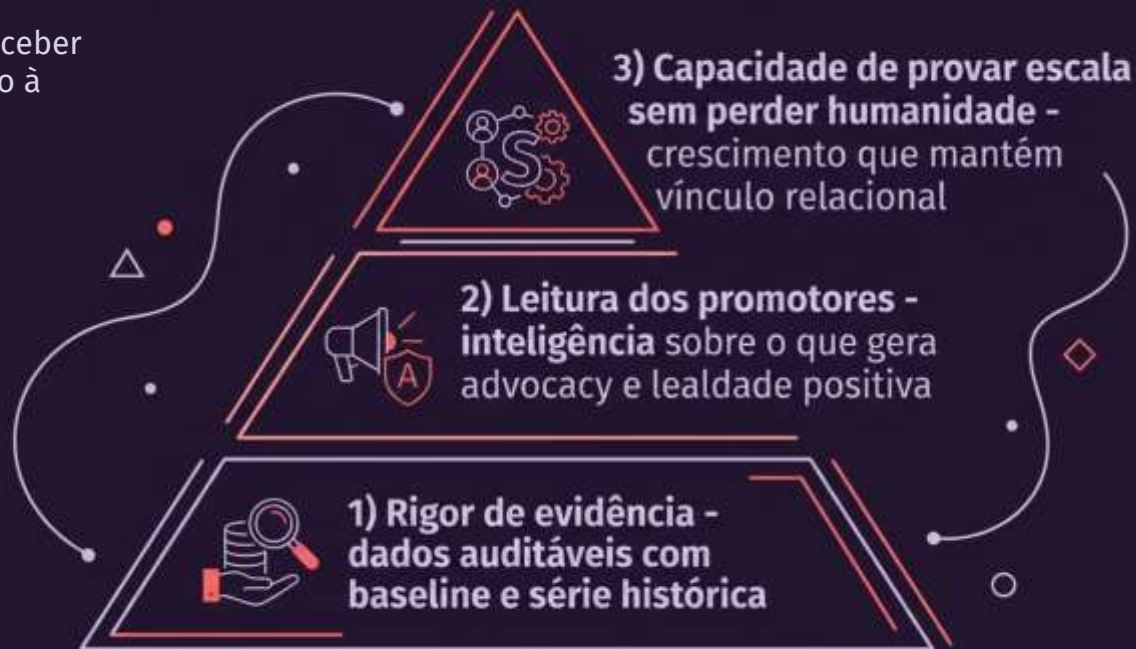 ceber
o à
3) Capacidade de provar escala
sem perder humanidade -
crescimento que mantém
vínculo relacional
2) Leitura dos promotores -
inteligência sobre o que gera
advocacy e lealdade positiva
A
1) Rigor de evidência -
dados auditáveis com
baseline e série histórica